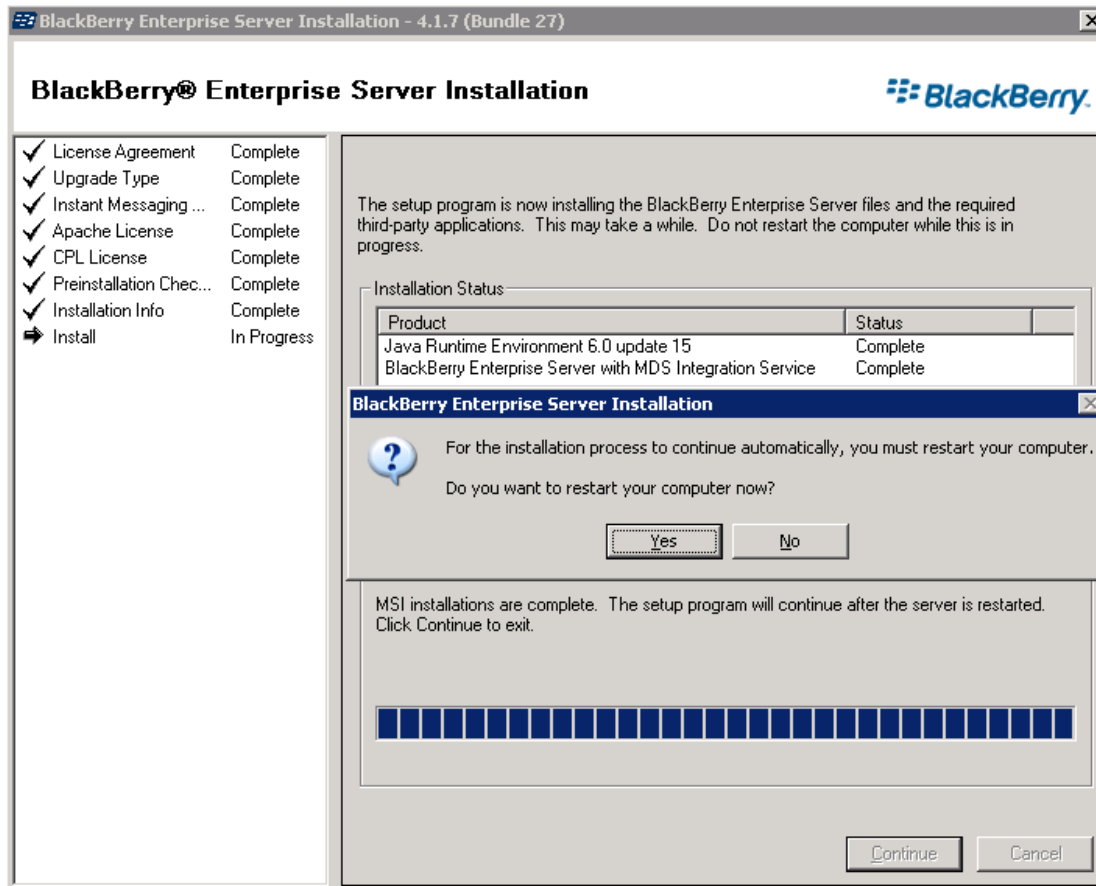 BlackBerry Enterprise Server Installation - 4.1.7 (Bundle 27)
BlackBerry® Enterprise Server Installation
BlackBerry.
License Agreement Complete
Upgrade Type Complete
Instant Messaging ... Complete
Apache License Complete
CPL License Complete
Preinstallation Chec... Complete
Installation Info Complete
Install In Progress
The setup program is now installing the BlackBerry Enterprise Server files and the required
third-party applications. This may take a while. Do not restart the computer while this is in
progress.
Installation Status
Product Status
Java Runtime Environment 6.0 update 15 Complete
BlackBerry Enterprise Server with MDS Integration Service Complete
BlackBerry Enterprise Server Installation
For the installation process to continue automatically, you must restart your computer.
Do you want to restart your computer now?
Yes No
MSI installations are complete. The setup program will continue after the server is restarted.
Click Continue to exit.
Continue Cancel